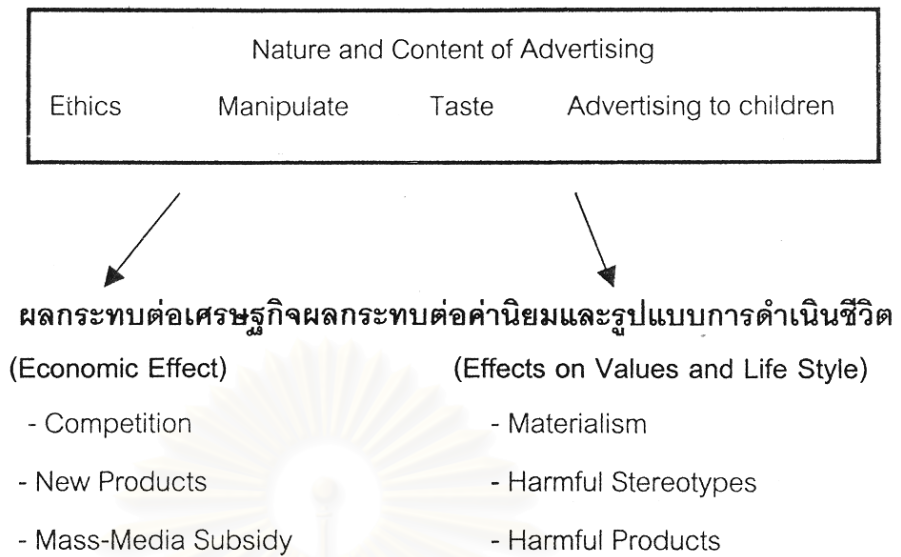 Nature and Content of Advertising
Ethics Manipulate Taste Advertising to children
ผลกระทบต่อเศรษฐกิจผลกระทบต่อค่านิยมและรูปแบบการดำเนินชีวิต
(Economic Effect) (Effects on Values and Life Style)
- Competition - Materialism
- New Products - Harmful Stereotypes
- Mass-Media Subsidy - Harmful Products